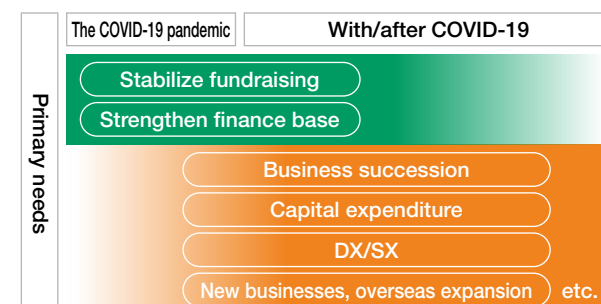 The COVID-19 pandemic
With/after COVID-19
Primary needs
Stabilize fundraising
Strengthen finance base
Business succession
Capital expenditure
DX/SX
New businesses, overseas expansion etc.